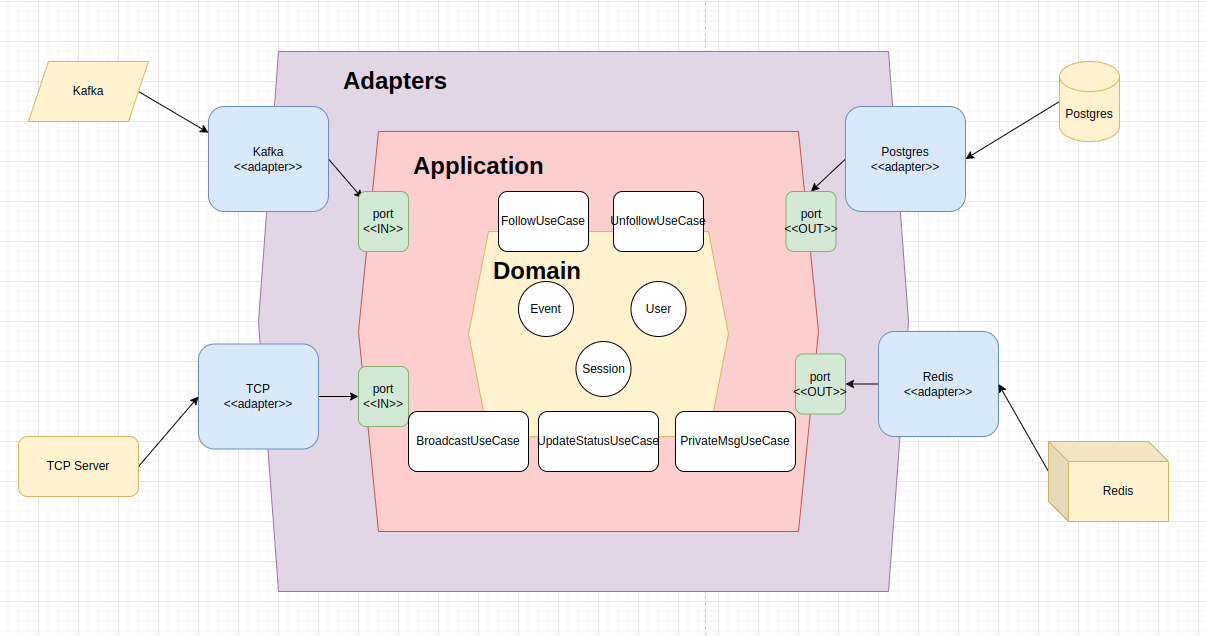 Adapters
Kafka
Kafka
<<adapter>>
Application
port
<<IN>>
FollowUseCase
UnfollowUseCase
port
<<OUT>>
Postgres
<<adapter>>
Postgres
Domain
Event
User
Session
TCP
<<adapter>>
port
<<IN>>
port
<<OUT>>
Redis
<<adapter>>
BroadcastUseCase
UpdateStatusUseCase
PrivateMsgUseCase
TCP Server
Redis